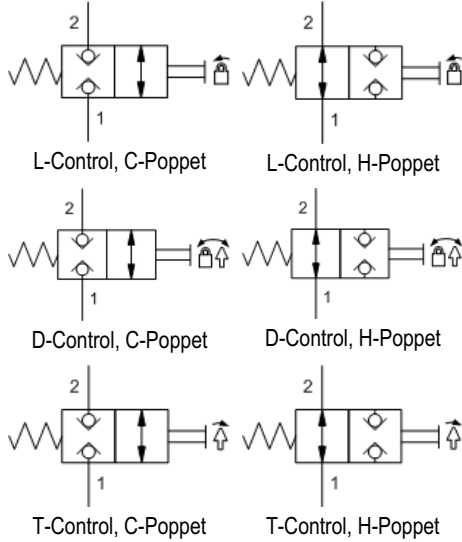 2 2
1 1
L-Control, C-Poppet L-Control, H-Poppet
2 2
1 1
D-Control, C-Poppet D-Control, H-Poppet
2 2
1 1
T-Control, C-Poppet T-Control, H-Poppet